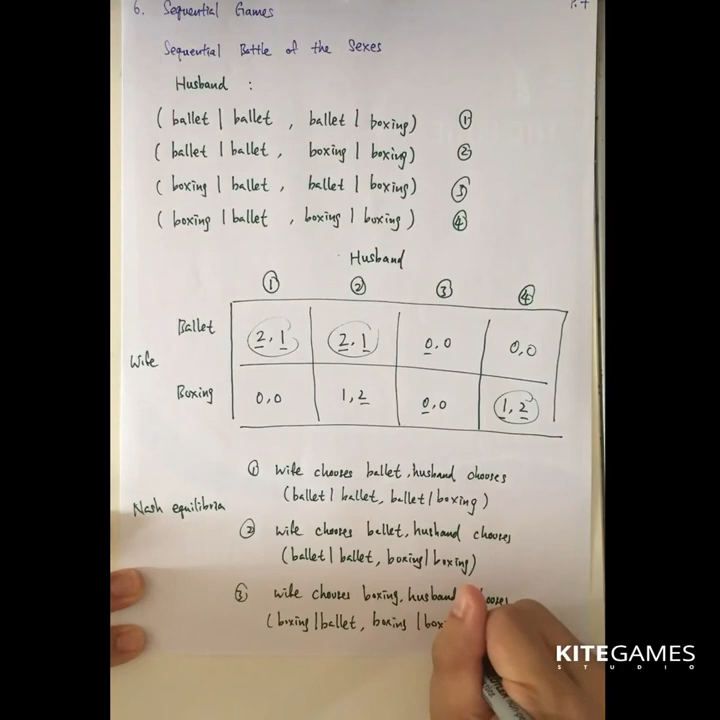 6. Sequential Games
P.4
Sequential Battle of the Sexes
Husband :
( ballet | ballet , ballet | boxing) ①
( ballet | ballet , boxing | boxing) ②
( boxing | ballet , ballet | boxing) ③
( boxing | ballet , boxing | boxing ) ④
Husband
① ② ③ ④
Ballet 2,1 2,1 0,0 0,0
Wife
Boxing 0,0 1,2 0,0 1,2
① wife chooses ballet, husband chooses
(ballet | ballet, ballet | boxing )
Nash equilibria
② wife chooses ballet, husband chooses
(ballet | ballet, boxing | boxing)
③ wife chooses boxing, husband
(boxing | ballet, boxing |
KITEGAMES
STUDIO